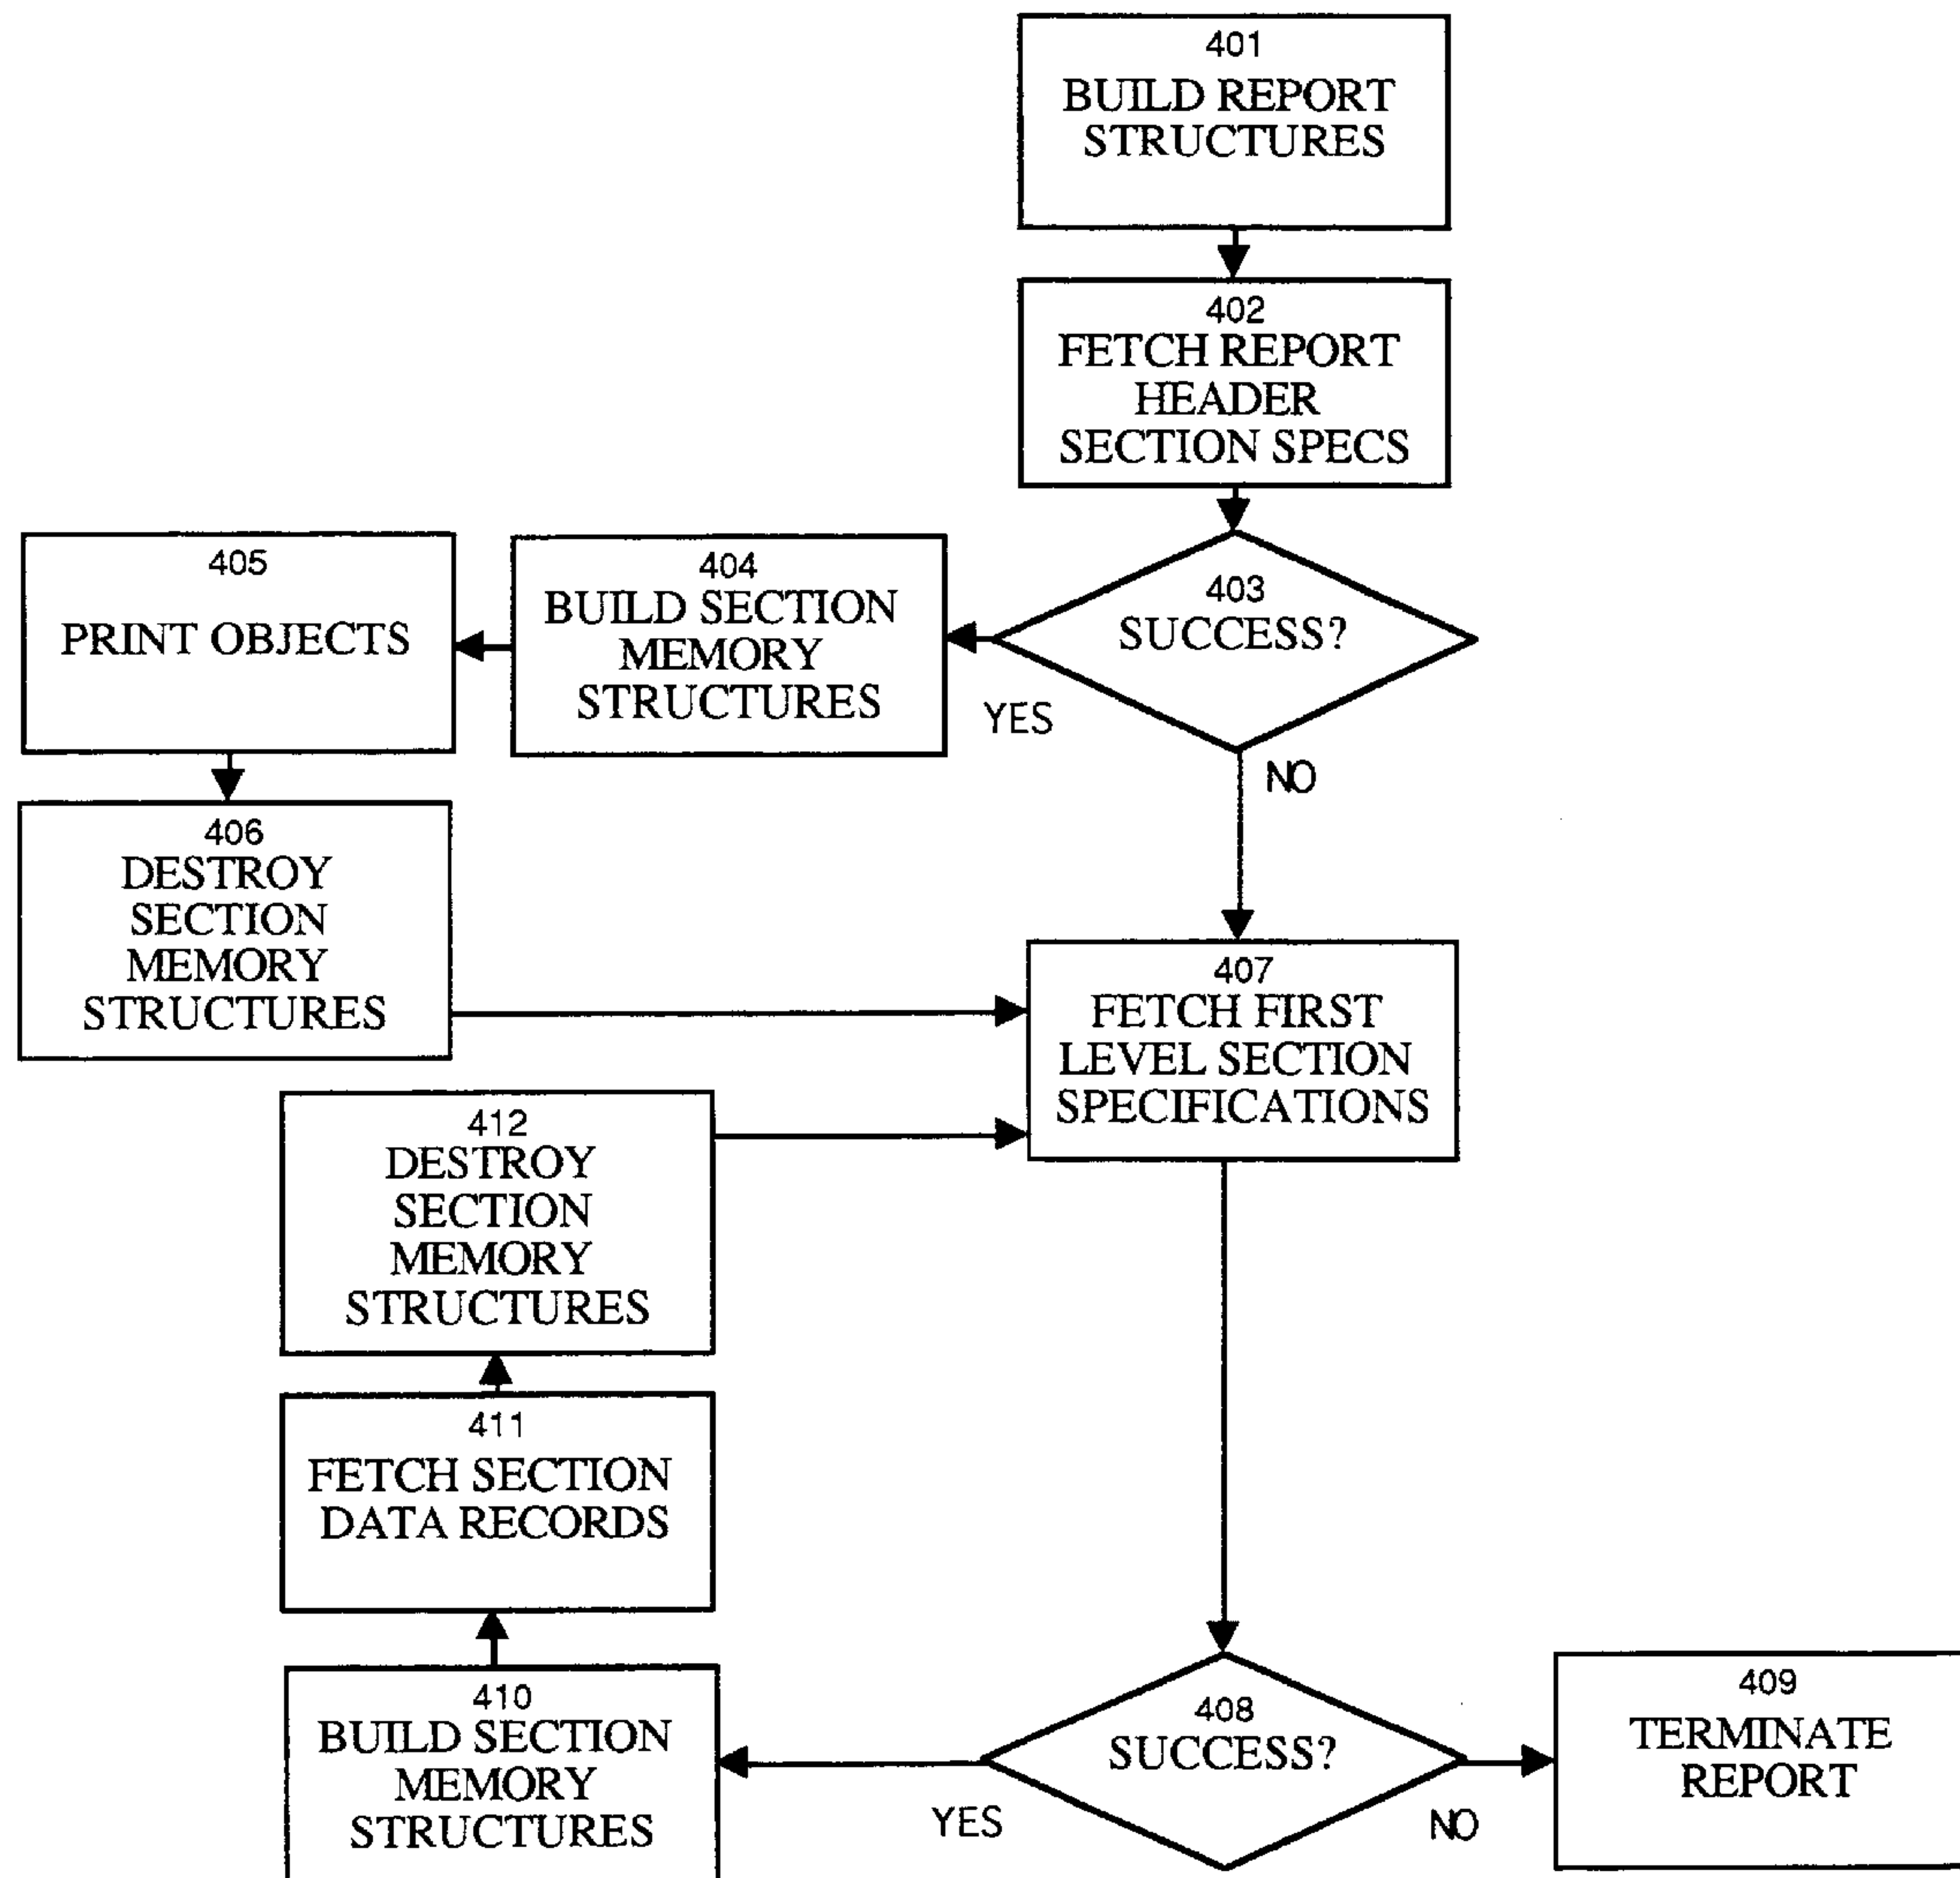 401
BUILD REPORT
STRUCTURES
402
FETCH REPORT
HEADER
SECTION SPECS
403
SUCCESS?
YES
NO
404
BUILD SECTION
MEMORY
STRUCTURES
405
PRINT OBJECTS
406
DESTROY
SECTION
MEMORY
STRUCTURES
407
FETCH FIRST
LEVEL SECTION
SPECIFICATIONS
408
SUCCESS?
YES
NO
409
TERMINATE
REPORT
410
BUILD SECTION
MEMORY
STRUCTURES
411
FETCH SECTION
DATA RECORDS
412
DESTROY
SECTION
MEMORY
STRUCTURES